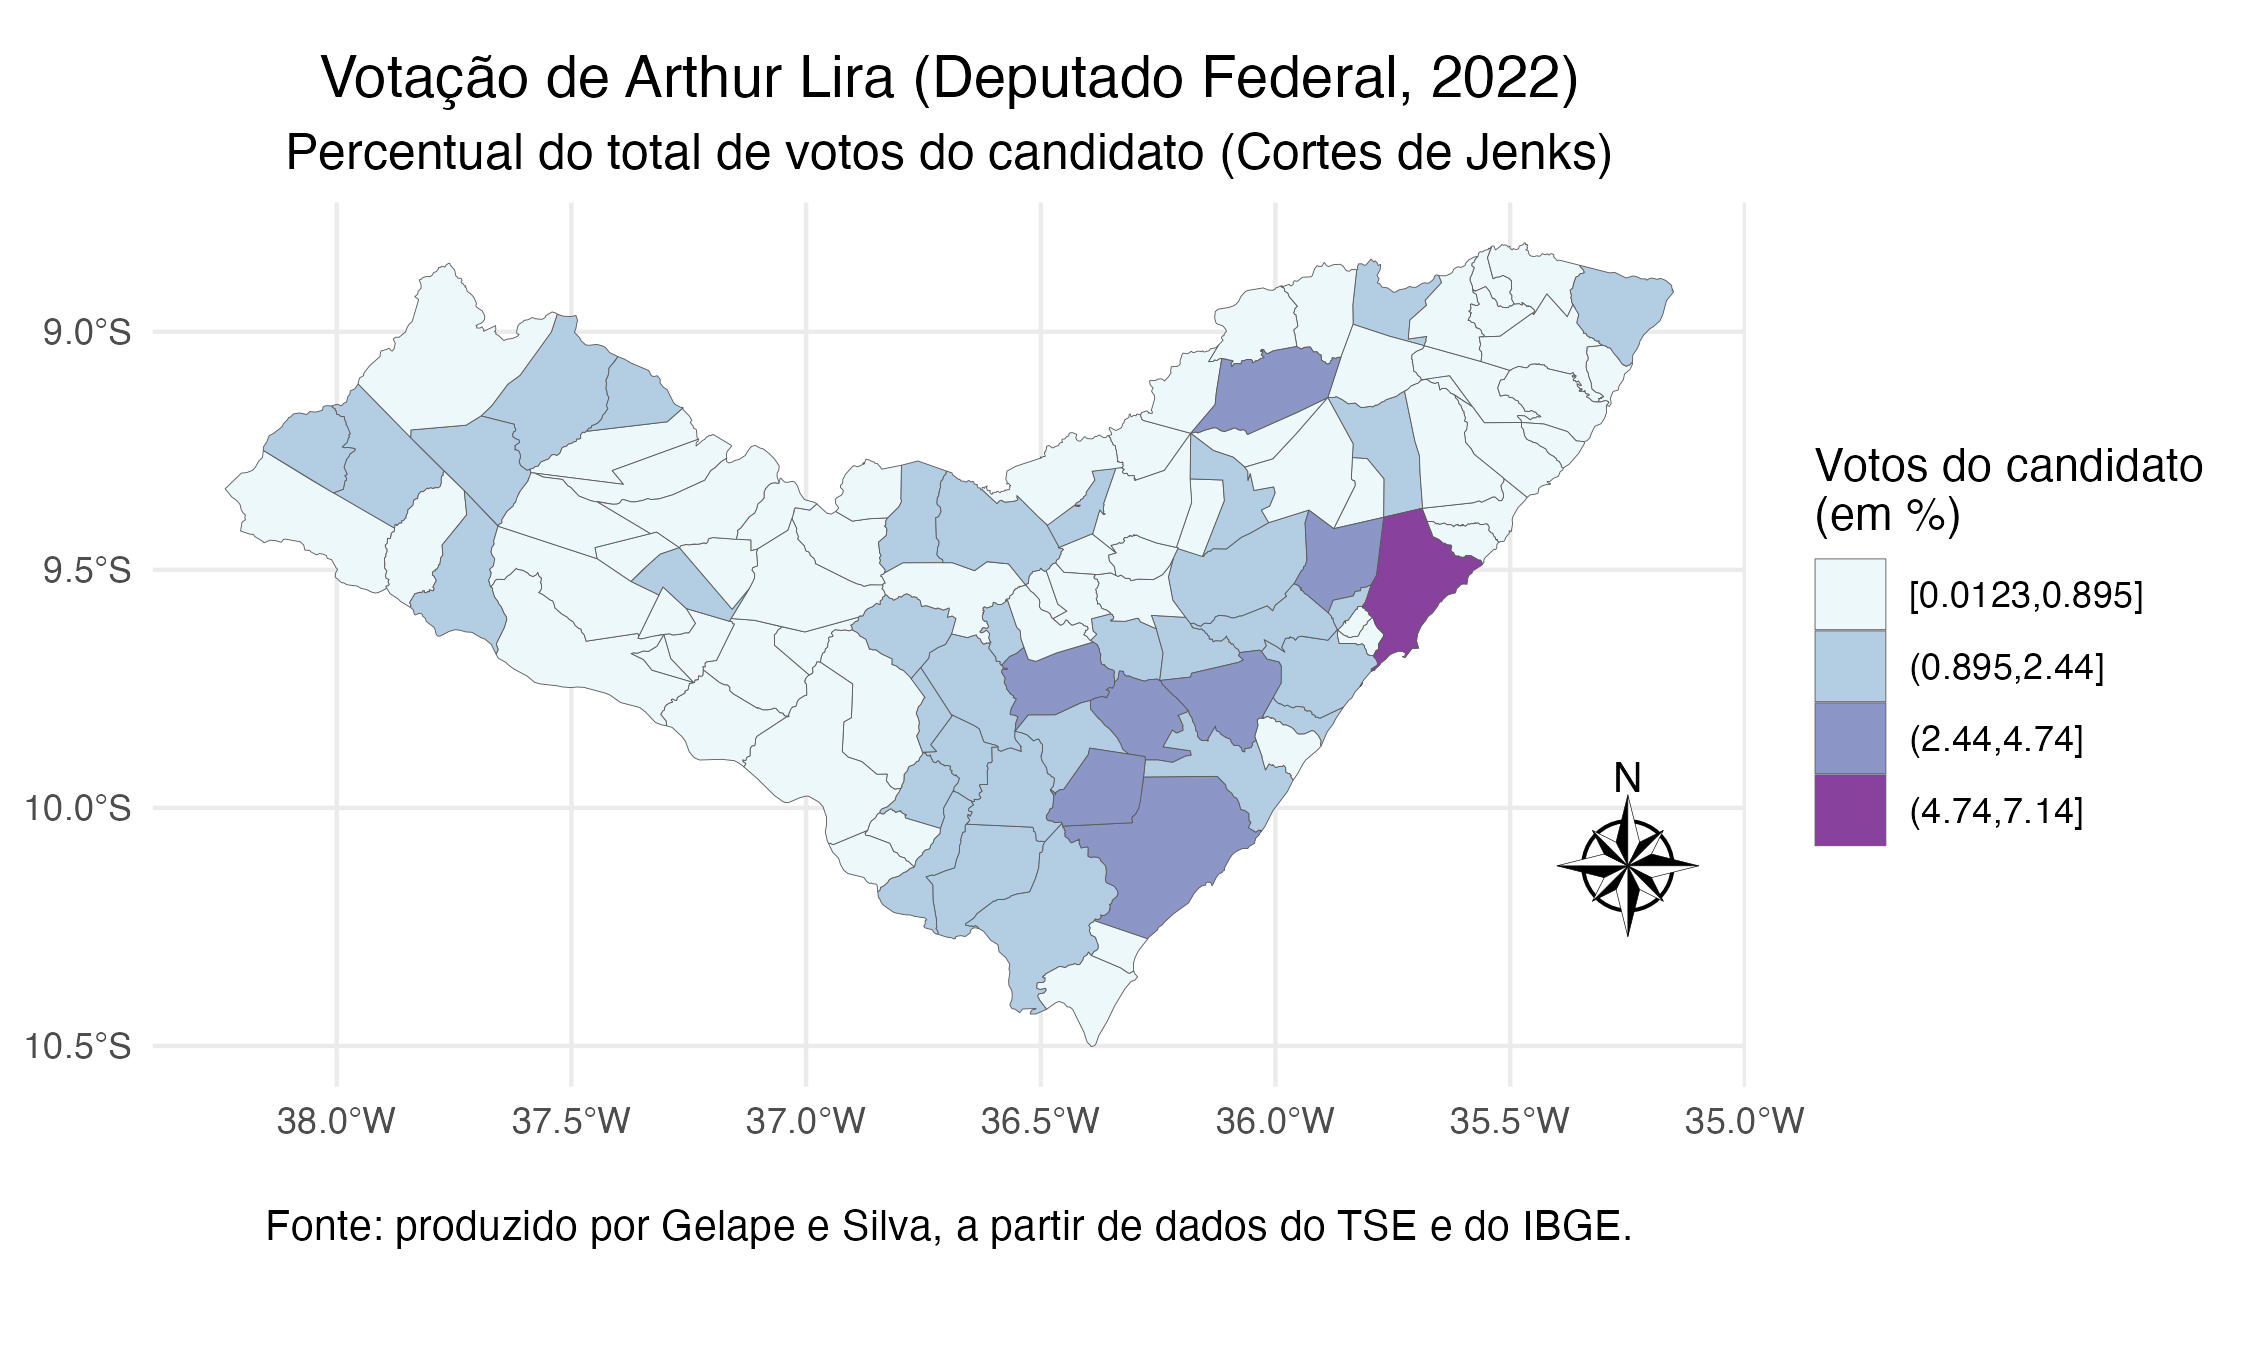 Votação de Arthur Lira (Deputado Federal, 2022)
Percentual do total de votos do candidato (Cortes de Jenks)
9.0°S
9.5°S
10.0°S
10.5°S
38.0°W
37.5°W
37.0°W
36.5°W
36.0°W
35.5°W
35.0°W
Votos do candidato
(em %)
[0.0123,0.895]
(0.895,2.44]
(2.44,4.74]
(4.74,7.14]
N
Fonte: produzido por Gelape e Silva, a partir de dados do TSE e do IBGE.